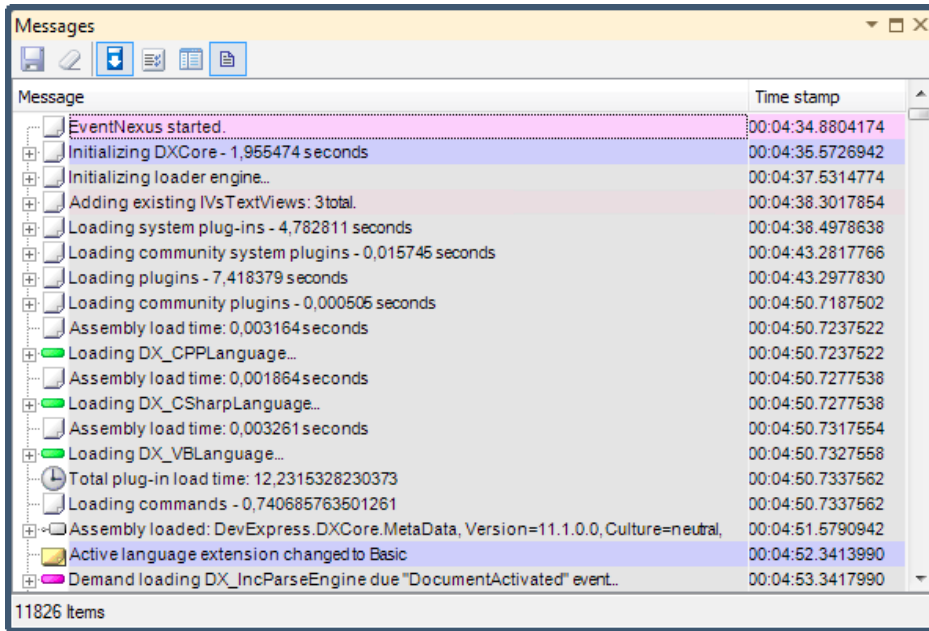 Messages
Message Time stamp
EventNexus started. 00:04:34.8804174
Initializing DXCore - 1,955474 seconds 00:04:35.5726942
Initializing loader engine... 00:04:37.5314774
Adding existing IVsTextViews: 3 total. 00:04:38.3017854
Loading system plug-ins - 4,782811 seconds 00:04:38.4978638
Loading community system plugins - 0,015745 seconds 00:04:43.2817766
Loading plugins - 7,418379 seconds 00:04:43.2977830
Loading community plugins - 0,000505 seconds 00:04:50.7187502
Assembly load time: 0,003164 seconds 00:04:50.7237522
Loading DX_CPPLanguage... 00:04:50.7237522
Assembly load time: 0,001864 seconds 00:04:50.7277538
Loading DX_CSharpLanguage... 00:04:50.7277538
Assembly load time: 0,003261 seconds 00:04:50.7317554
Loading DX_VBLanguage... 00:04:50.7327558
Total plug-in load time: 12,2315328230373 00:04:50.7337562
Loading commands - 0,740685763501261 00:04:50.7337562
Assembly loaded: DevExpress.DXCore.MetaData, Version=11.1.0.0, Culture=neutral, 00:04:51.5790942
Active language extension changed to Basic 00:04:52.3413990
Demand loading DX_IncParseEngine due "DocumentActivated" event... 00:04:53.3417990
11826 Items